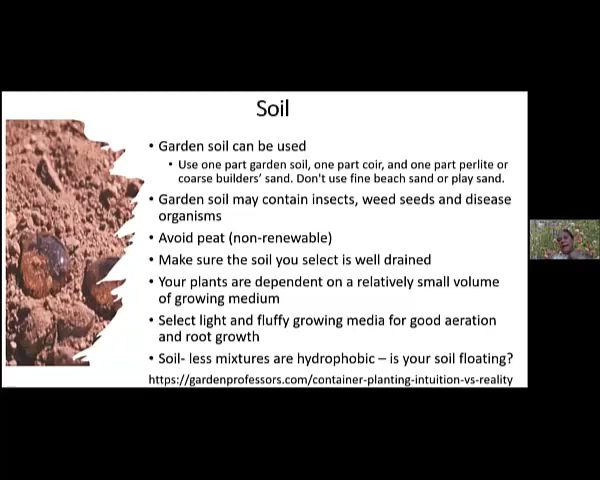 Soil
• Garden soil can be used
• Use one part garden soil, one part coir, and one part perlite or
coarse builders' sand. Don't use fine beach sand or play sand.
• Garden soil may contain insects, weed seeds and disease
organisms
• Avoid peat (non-renewable)
• Make sure the soil you select is well drained
• Your plants are dependent on a relatively small volume
of growing medium
• Select light and fluffy growing media for good aeration
and root growth
• Soil- less mixtures are hydrophobic – is your soil floating?
https://gardenprofessors.com/container-planting-intuition-vs-reality